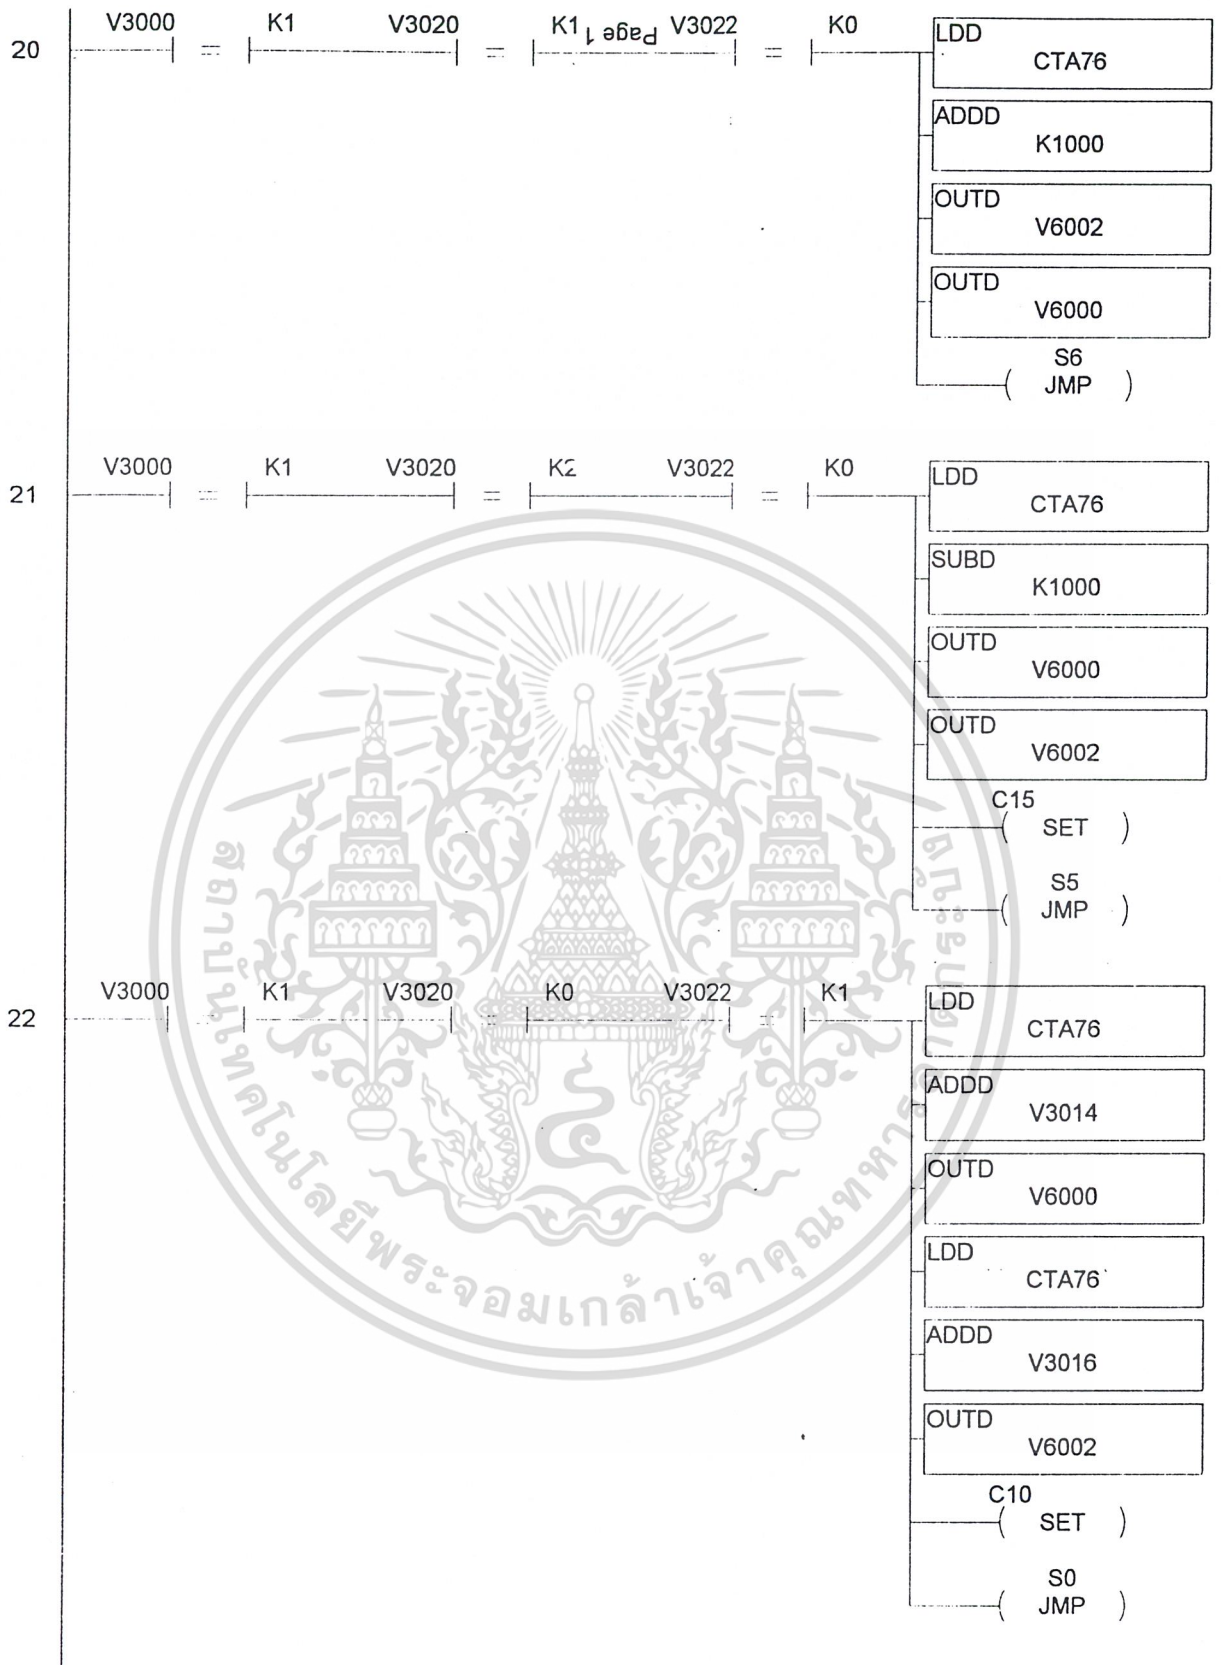 V3000 K1 V3020 K1 Page 1 V3022 K0
20
LDD
CTA76
ADDD
K1000
OUTD
V6002
OUTD
V6000
S6
( JMP )
V3000 K1 V3020 K2 V3022 K0
21
=
=
=
LDD
CTA76
SUBD
K1000
OUTD
V6000
OUTD
V6002
C15
( SET )
S5
( JMP )
V3000 K1 V3020 K0 V3022 K1
22
=
=
=
LDD
CTA76
ADDD
V3014
OUTD
V6000
LDD
CTA76
ADDD
V3016
OUTD
V6002
C10
( SET )
S0
( JMP )
สถาบันเทคโนโลยีพระจอมเกล้าเจ้าคุณทหารลาดกระบัง